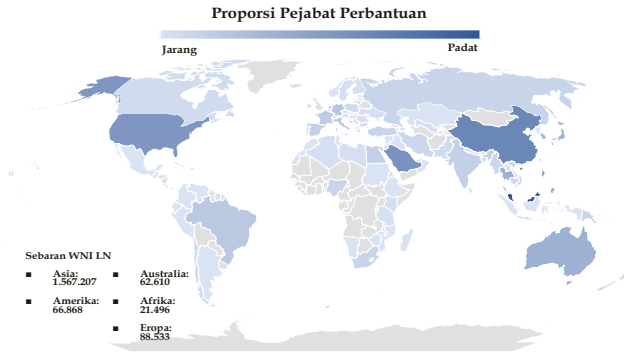 Proporsi Pejabat Perbantuan
Jarang
Padat
Sebaran WNI LN
▪ Asia:
1.567.207
▪ Amerika:
66.868
▪ Australia:
62.610
▪ Afrika:
21.496
▪ Eropa:
88.533